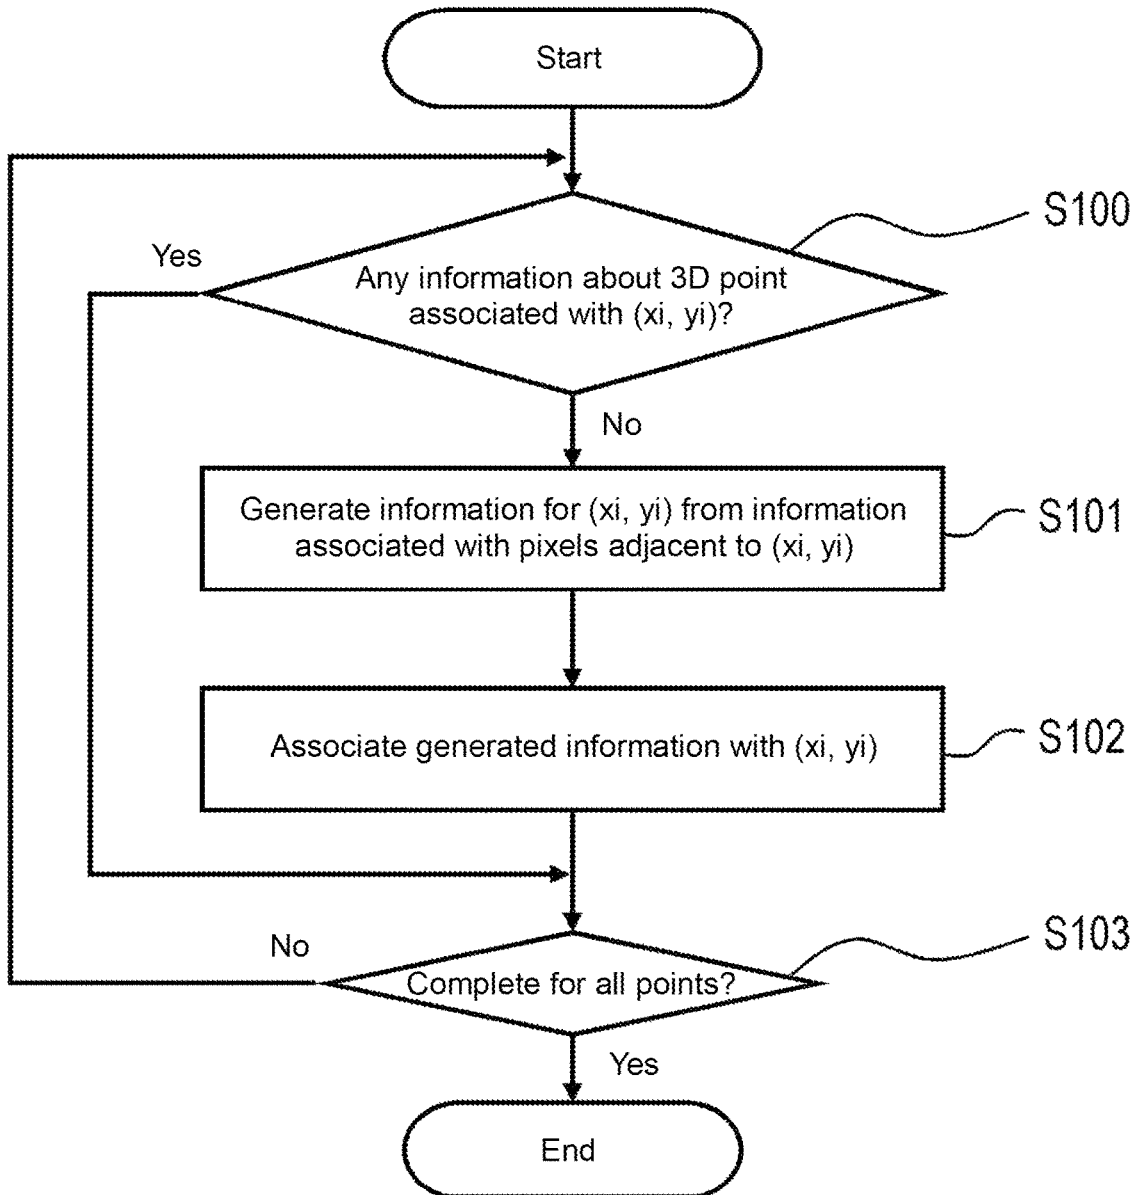 Start
S100
Yes
Any information about 3D point
associated with (xi, yi)?
No
Generate information for (xi, yi) from information
associated with pixels adjacent to (xi, yi)
S101
Associate generated information with (xi, yi)
S102
S103
No
Complete for all points?
Yes
End